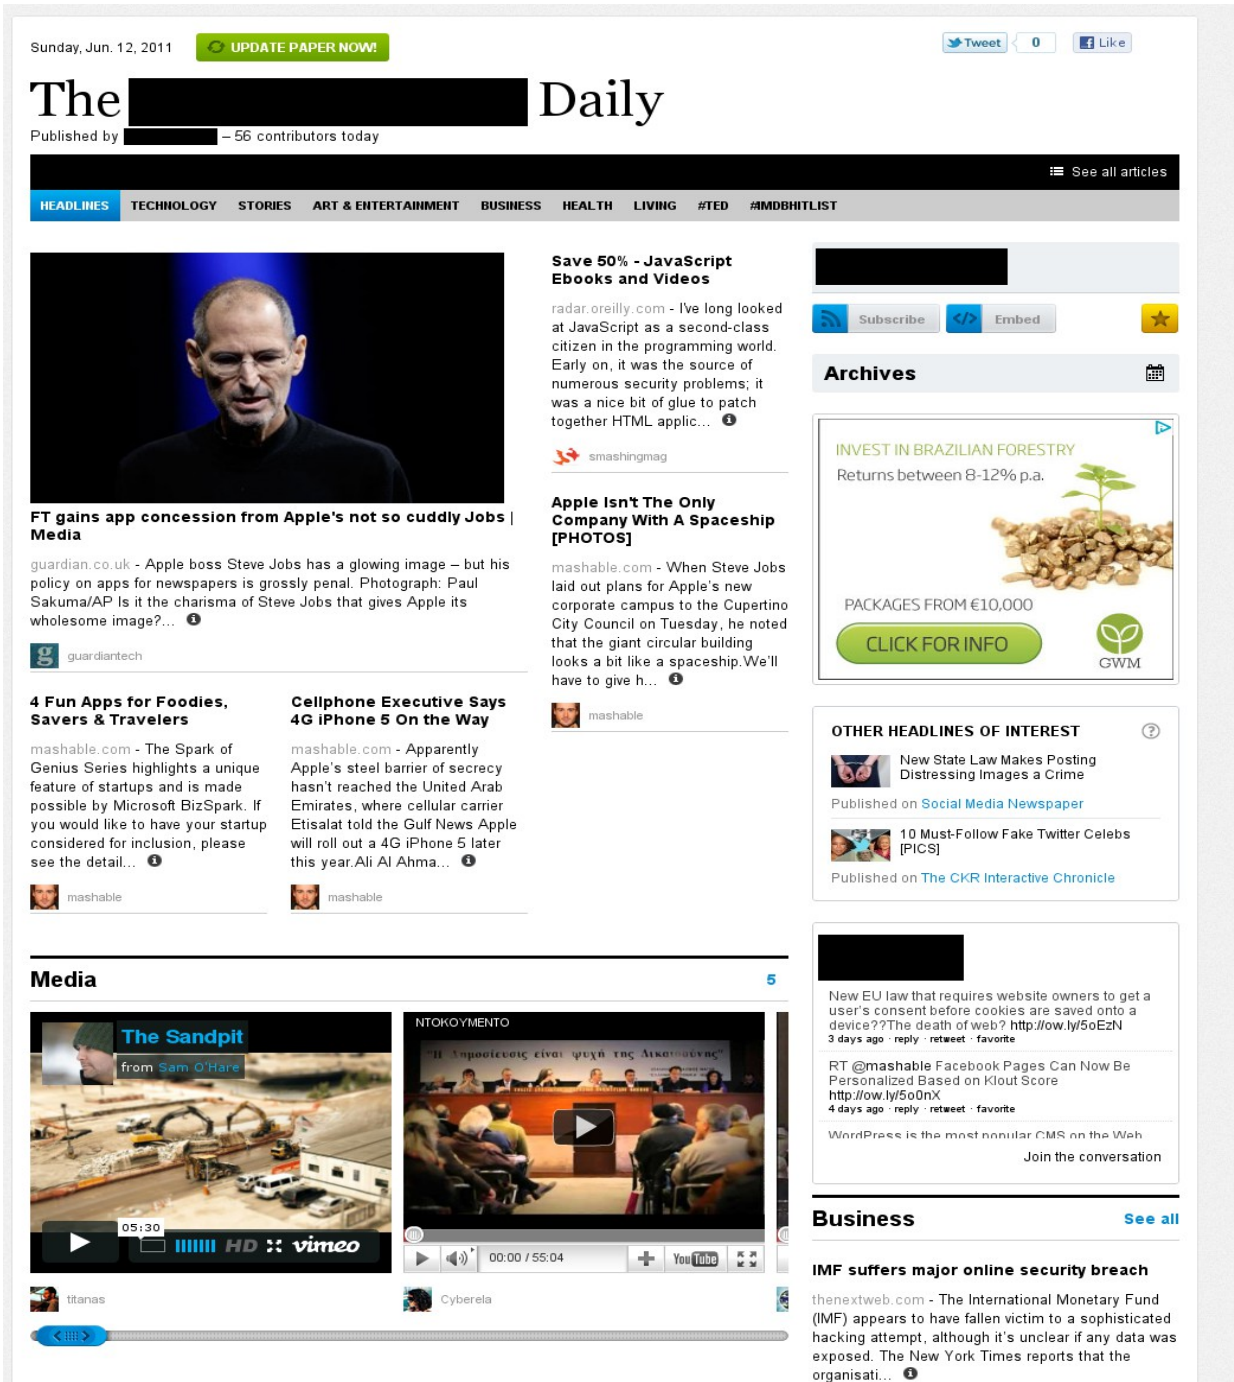 Sunday, Jun. 12, 2011
UPDATE PAPER NOW!
Tweet
0
Like
The Daily
Published by – 56 contributors today
See all articles
HEADLINES TECHNOLOGY STORIES ART & ENTERTAINMENT BUSINESS HEALTH LIVING #TED #IMDBHITLIST
FT gains app concession from Apple's not so cuddly Jobs |
Media
guardian.co.uk - Apple boss Steve Jobs has a glowing image – but his
policy on apps for newspapers is grossly penal. Photograph: Paul
Sakuma/AP Is it the charisma of Steve Jobs that gives Apple its
wholesome image?...
guardiantech
4 Fun Apps for Foodies,
Savers & Travelers
mashable.com - The Spark of
Genius Series highlights a unique
feature of startups and is made
possible by Microsoft BizSpark. If
you would like to have your startup
considered for inclusion, please
see the detail...
mashable
Cellphone Executive Says
4G iPhone 5 On the Way
mashable.com - Apparently
Apple's steel barrier of secrecy
hasn't reached the United Arab
Emirates, where cellular carrier
Etisalat told the Gulf News Apple
will roll out a 4G iPhone 5 later
this year.Ali Al Ahma...
mashable
Save 50% - JavaScript
Ebooks and Videos
radar.oreilly.com - I've long looked
at JavaScript as a second-class
citizen in the programming world.
Early on, it was the source of
numerous security problems; it
was a nice bit of glue to patch
together HTML applic...
smashingmag
Apple Isn't The Only
Company With A Spaceship
[PHOTOS]
mashable.com - When Steve Jobs
laid out plans for Apple's new
corporate campus to the Cupertino
City Council on Tuesday, he noted
that the giant circular building
looks a bit like a spaceship.We'll
have to give h...
mashable
Media
5
The Sandpit
from Sam O'Hare
05:30
HD
vimeo
titanas
ΝΤΟΚΟΥΜΕΝΤΟ
"Η Δημοσίευσις είναι ψυχή της Δικαιοσύνης"
00:00 / 55:04
YouTube
Cyberela
Subscribe
Embed
Archives
INVEST IN BRAZILIAN FORESTRY
Returns between 8-12% p.a.
PACKAGES FROM €10,000
CLICK FOR INFO
GWM
OTHER HEADLINES OF INTEREST
New State Law Makes Posting
Distressing Images a Crime
Published on Social Media Newspaper
10 Must-Follow Fake Twitter Celebs
[PICS]
Published on The CKR Interactive Chronicle
New EU law that requires website owners to get a
user's consent before cookies are saved onto a
device??The death of web? http://ow.ly/5oEzN
3 days ago · reply · retweet · favorite
RT @mashable Facebook Pages Can Now Be
Personalized Based on Klout Score
http://ow.ly/5o0nX
4 days ago · reply · retweet · favorite
WordPress is the most popular CMS on the Web
Join the conversation
Business
See all
IMF suffers major online security breach
thenextweb.com - The International Monetary Fund
(IMF) appears to have fallen victim to a sophisticated
hacking attempt, although it's unclear if any data was
exposed. The New York Times reports that the
organisati...